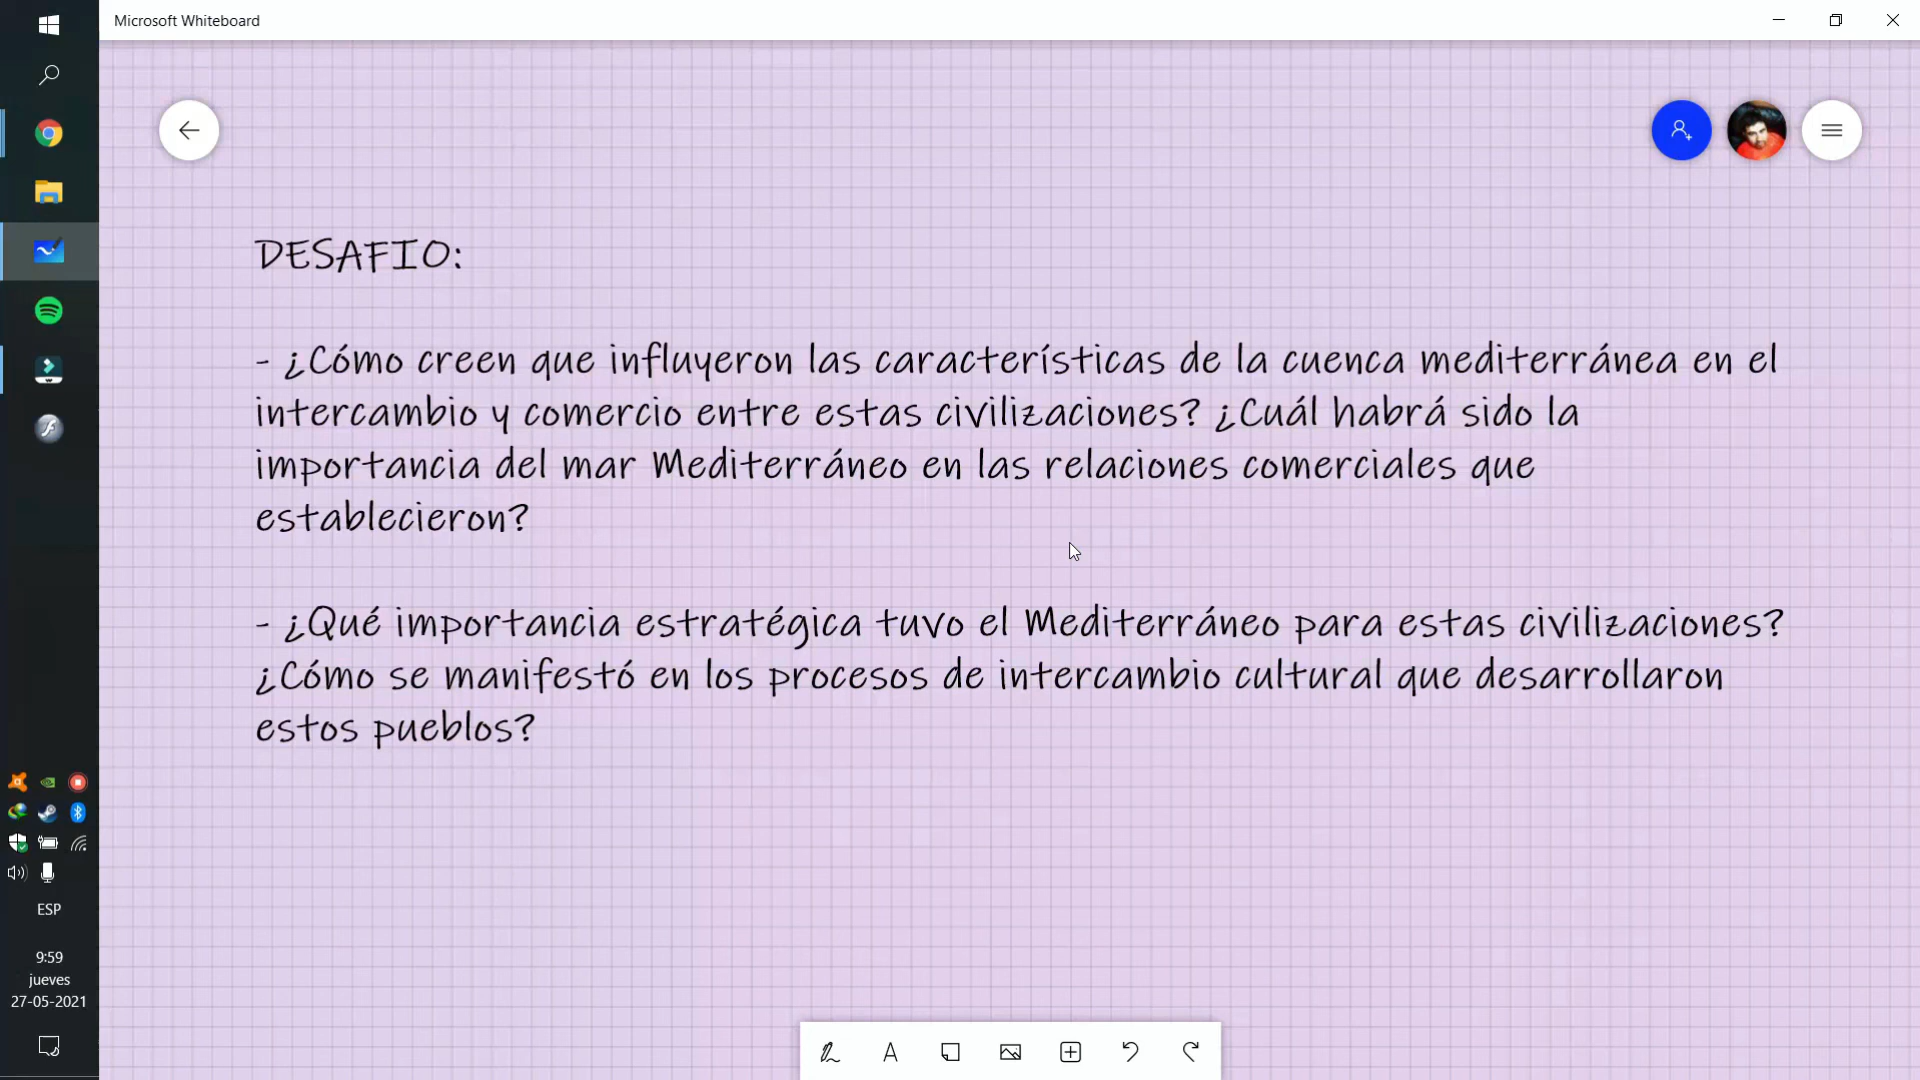 Microsoft Whiteboard
DESAFIO:
- ¿Cómo creen que influyeron las características de la cuenca mediterránea en el
intercambio y comercio entre estas civilizaciones? ¿Cuál habrá sido la
importancia del mar Mediterráneo en las relaciones comerciales que
establecieron?
- ¿Qué importancia estratégica tuvo el Mediterráneo para estas civilizaciones?
¿Cómo se manifestó en los procesos de intercambio cultural que desarrollaron
estos pueblos?
ESP
9:59
jueves
27-05-2021